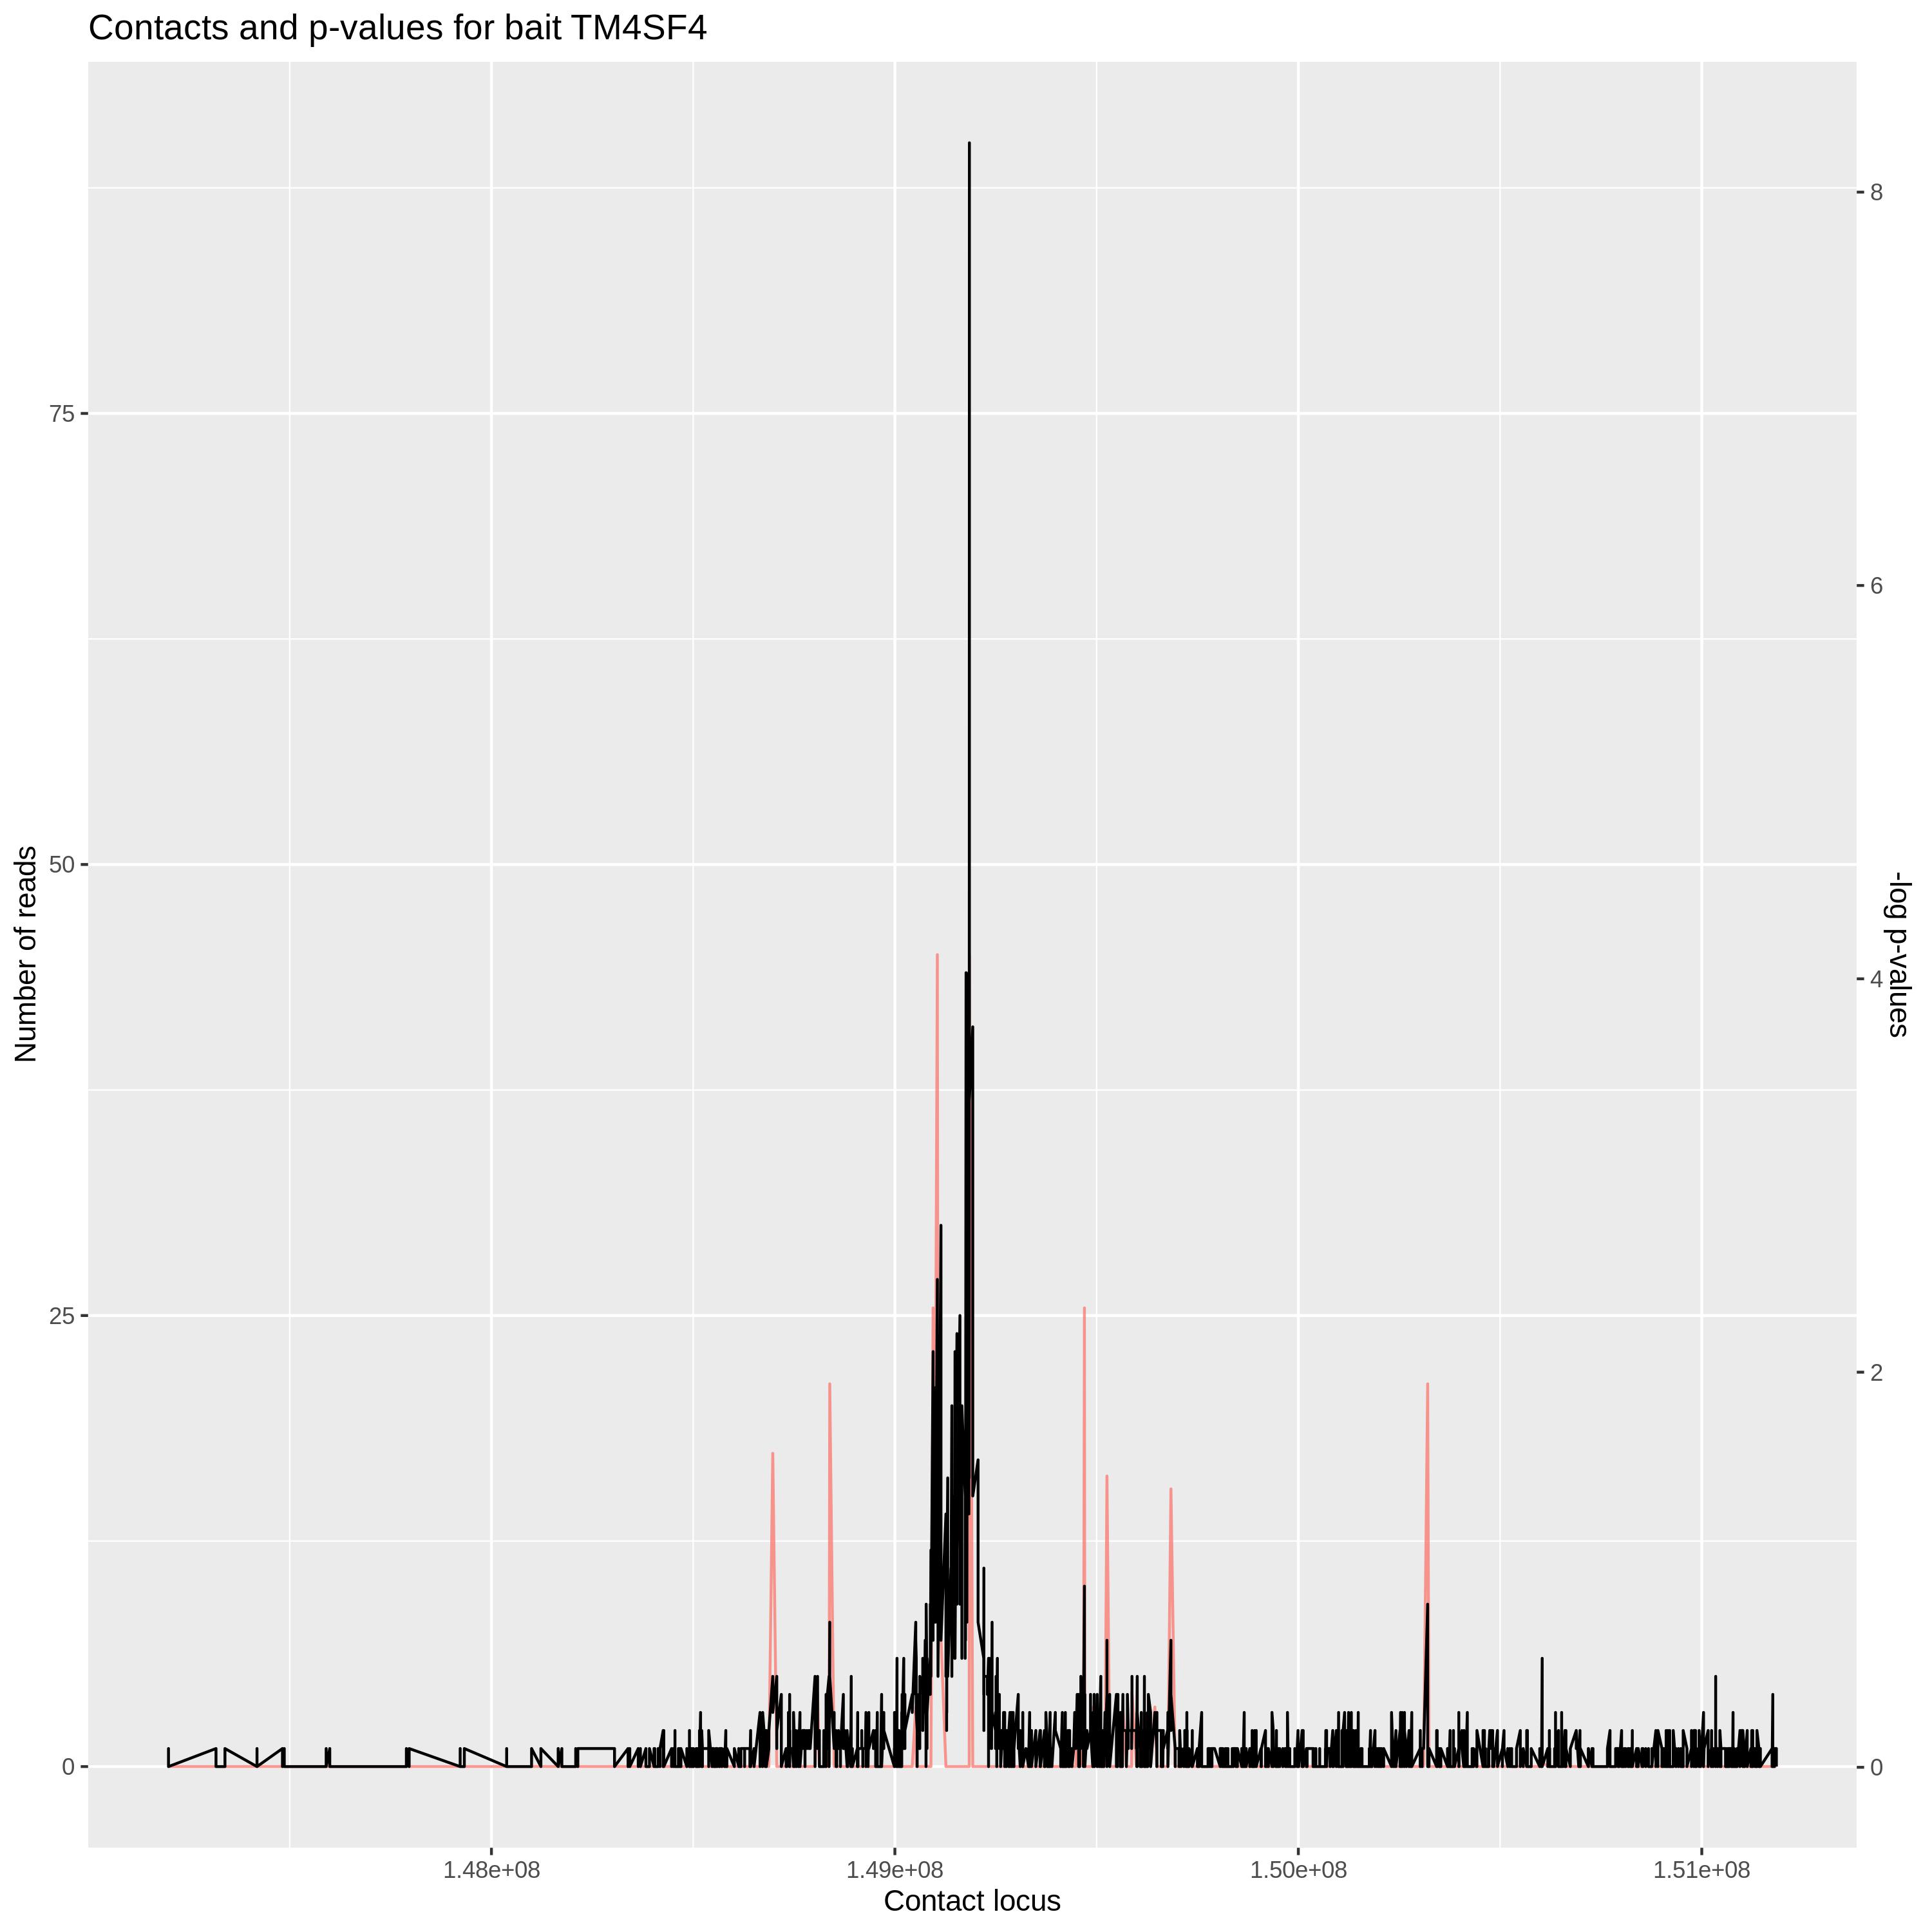 Contacts and p-values for bait TM4SF4
Number of reads
75
50
25
0
8
6
4
2
0
-log p-values
1.48e+08 1.49e+08 1.50e+08 1.51e+08
Contact locus